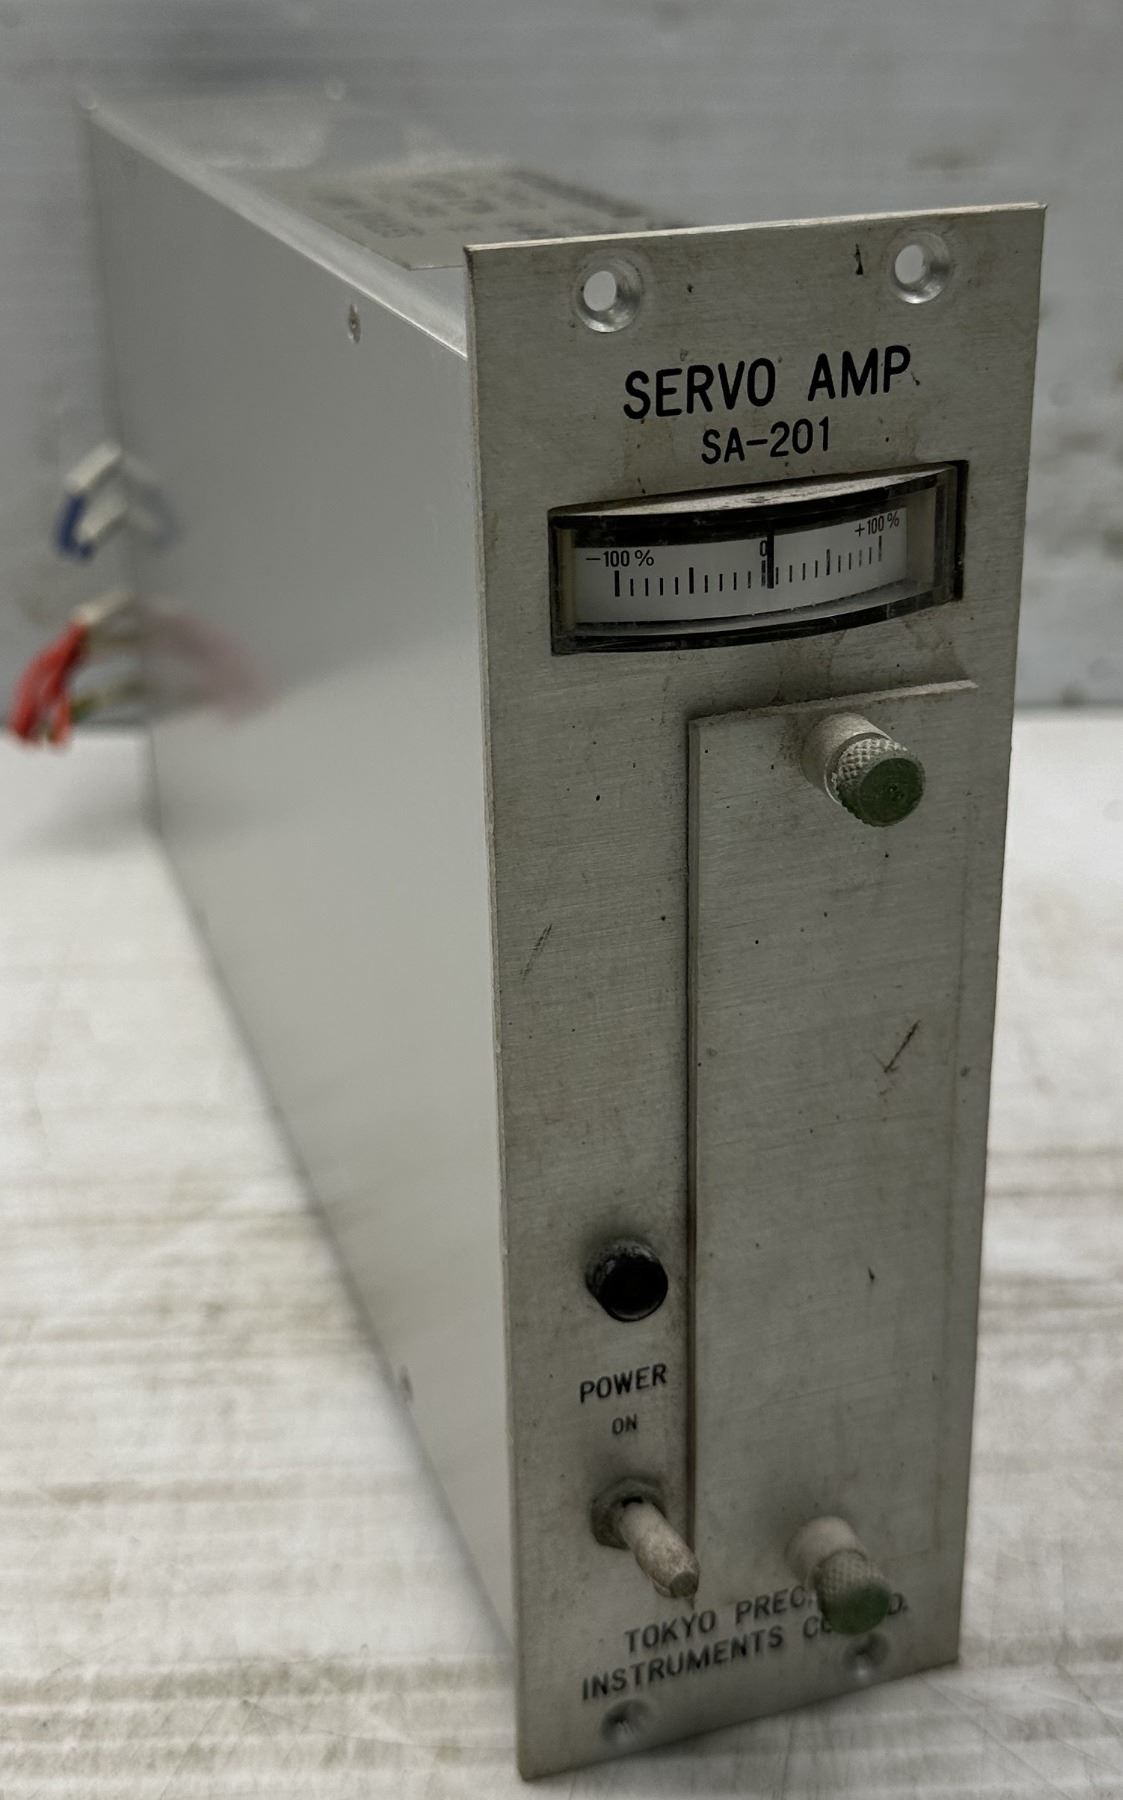 SERVO AMP
SA-201
-100% 0 +100%
POWER
ON
TOKYO
INSTRUMENTS